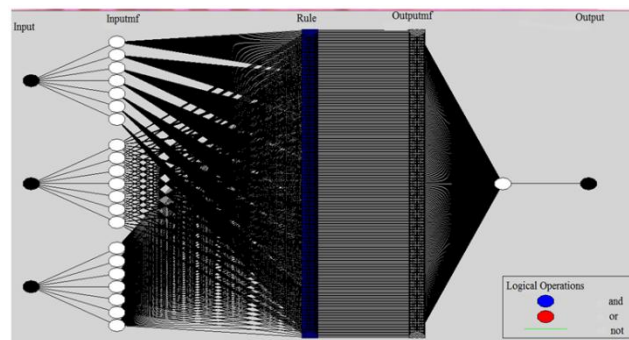 Input
Inputmf
Rule
Outputmf
Output
Logical Operations
and
or
not